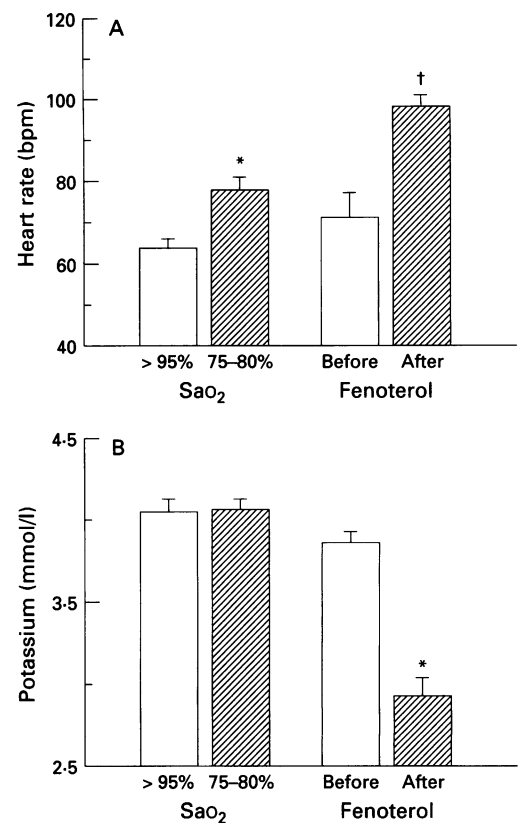 A
120
100
80
60
40
Heart rate (bpm)
*
†
> 95% 75–80% Before After
SaO₂ Fenoterol
B
4·5
3·5
2·5
Potassium (mmol/l)
*
> 95% 75–80% Before After
SaO₂ Fenoterol